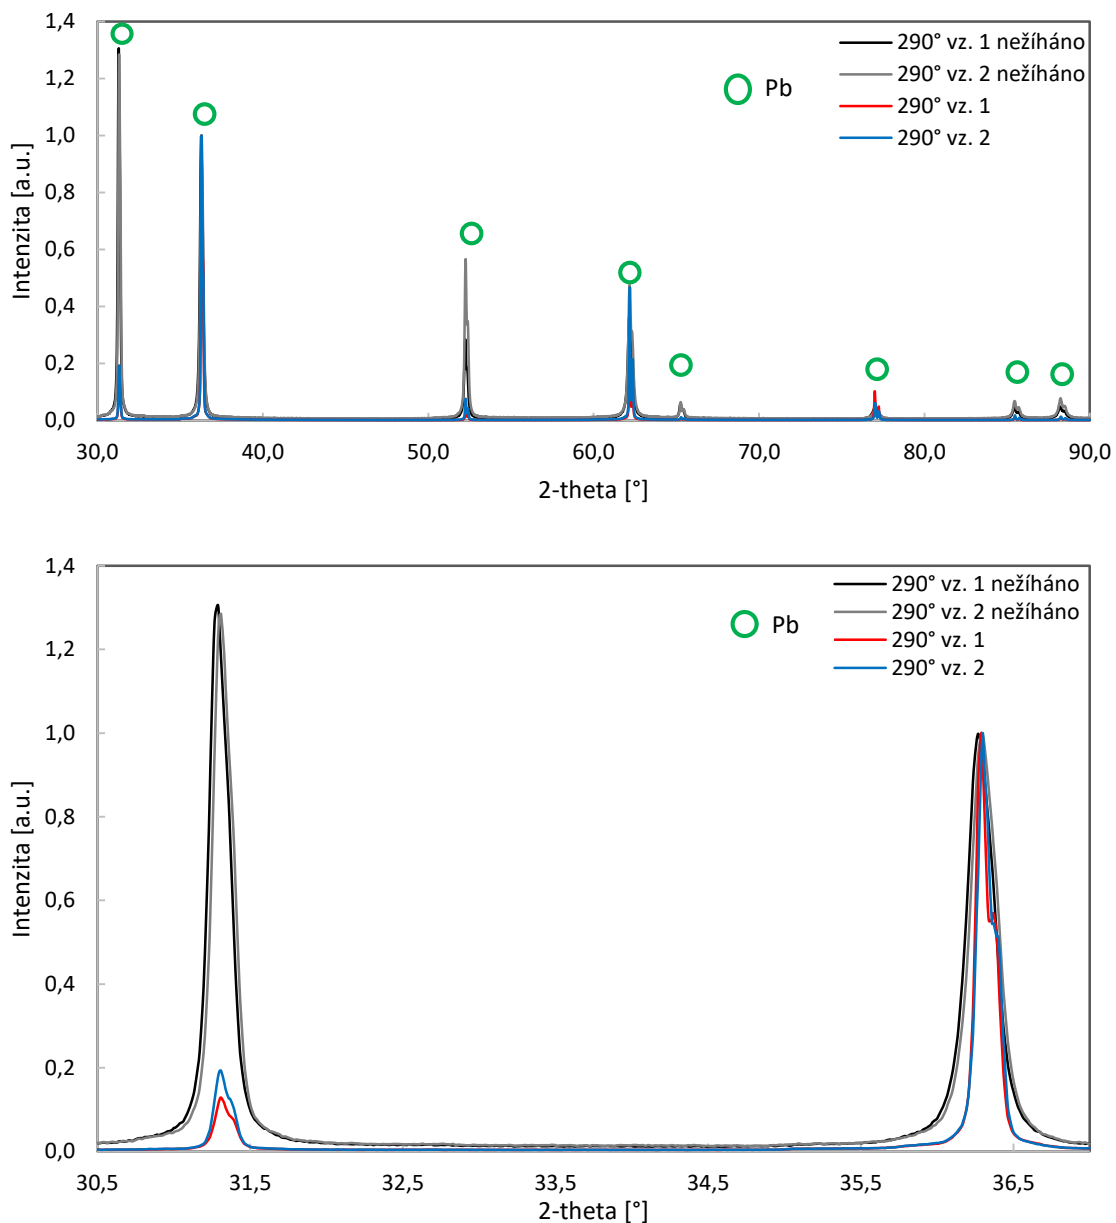 1,4
1,2
1,0
0,8
0,6
0,4
0,2
0,0
Intenzita [a.u.]
290° vz. 1 nežíháno
290° vz. 2 nežíháno
290° vz. 1
290° vz. 2
Pb
30,0 40,0 50,0 60,0 70,0 80,0 90,0
2-theta [°]
1,4
1,2
1,0
0,8
0,6
0,4
0,2
0,0
Intenzita [a.u.]
290° vz. 1 nežíháno
290° vz. 2 nežíháno
290° vz. 1
290° vz. 2
Pb
30,5 31,5 32,5 33,5 34,5 35,5 36,5
2-theta [°]